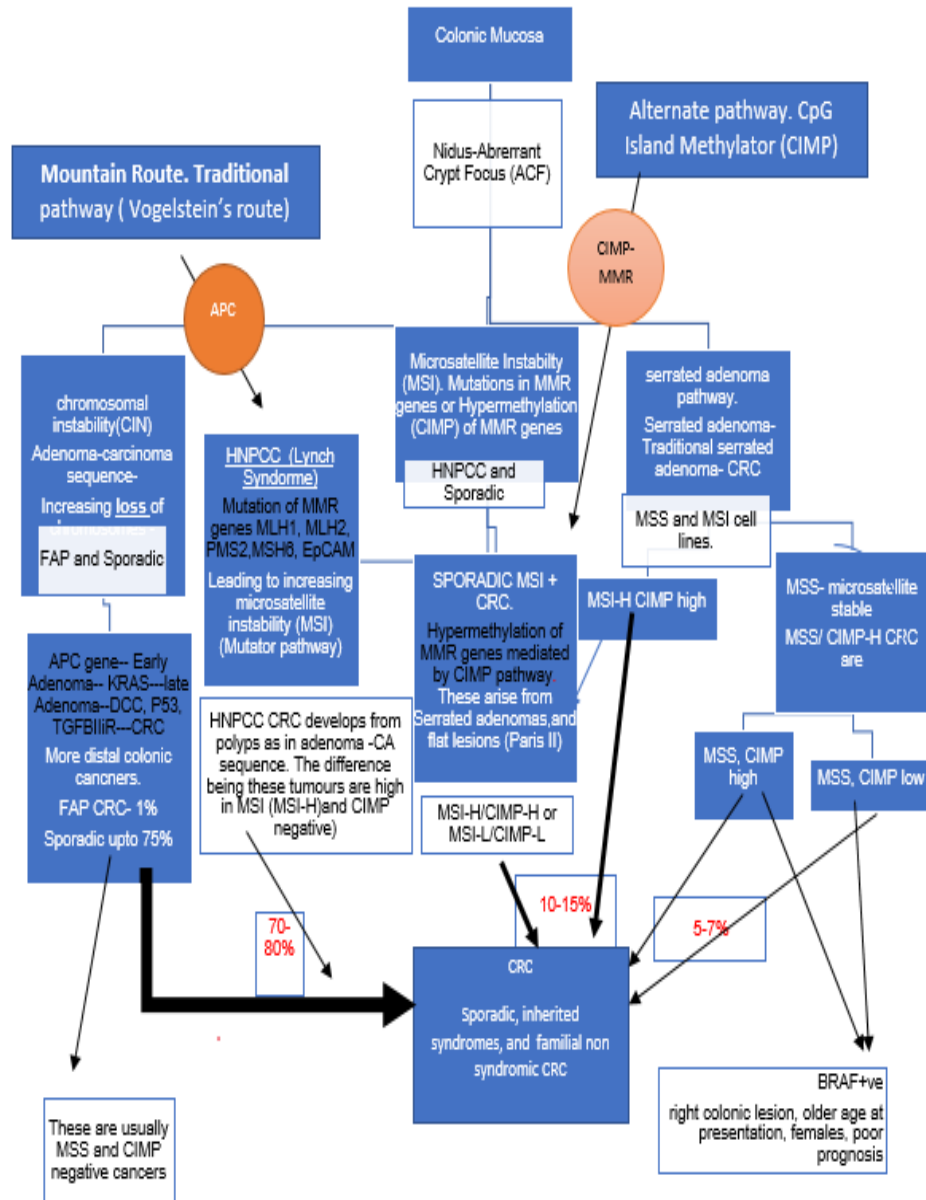 Colonic Mucosa
Nidus-Aberrrant
Crypt Focus (ACF)
Alternate pathway. CpG
Island Methylator (CIMP)
Mountain Route. Traditional
pathway ( Vogelstein’s route)
CIMP-
MMR
APC
chromosomal
instability(CIN)
Adenoma-carcinoma
sequence-
Increasing loss of
chromosomes -
FAP and Sporadic
HNPCC (Lynch
Syndorme)
Mutation of MMR
genes MLH1, MLH2,
PMS2,MSH6, EpCAM
Leading to increasing
microsatellite
instability (MSI)
(Mutator pathway)
Microsatellite Instabilty
(MSI). Mutations in MMR
genes or Hypermethylation
(CIMP) of MMR genes
HNPCC and
Sporadic
serrated adenoma
pathway.
Serrated adenoma-
Traditional serrated
adenoma- CRC
MSS and MSI cell
lines.
SPORADIC MSI +
CRC.
Hypermethylation of
MMR genes mediated
by CIMP pathway.
These arise from
Serrated adenomas,and
flat lesions (Paris II)
MSI-H CIMP high
MSS- microsatellite
stable
MSS/ CIMP-H CRC
are
APC gene-- Early
Adenoma-- KRAS---late
Adenoma--DCC, P53,
TGFBIIiR---CRC
More distal colonic
cancners.
FAP CRC- 1%
Sporadic upto 75%
HNPCC CRC develops from
polyps as in adenoma -CA
sequence. The difference
being these tumours are high
in MSI (MSI-H)and CIMP
negative)
MSI-H/CIMP-H or
MSI-L/CIMP-L
MSS, CIMP
high
MSS, CIMP low
70-
80%
10-15%
5-7%
CRC
Sporadic, inherited
syndromes, and familial non
syndromic CRC
These are usually
MSS and CIMP
negative cancers
BRAF+ve
right colonic lesion, older age at
presentation, females, poor
prognosis